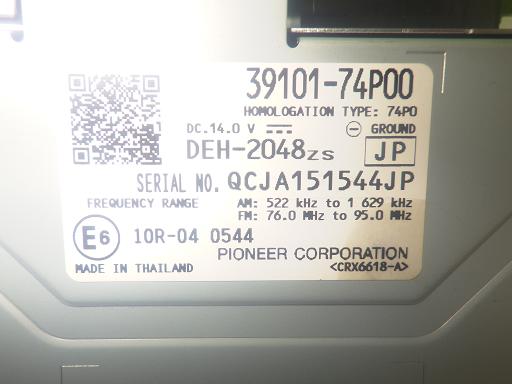 39101-74P00
HOMOLOGATION TYPE: 74P0
DC.14.0 V ⎓ ⊖ GROUND
DEH-2048ZS JP
SERIAL NO. QCJA151544JP
FREQUENCY RANGE AM: 522 kHz to 1 629 kHz
FM: 76.0 MHz to 95.0 MHz
E6 10R-04 0544
PIONEER CORPORATION
MADE IN THAILAND <CRX6618-A>